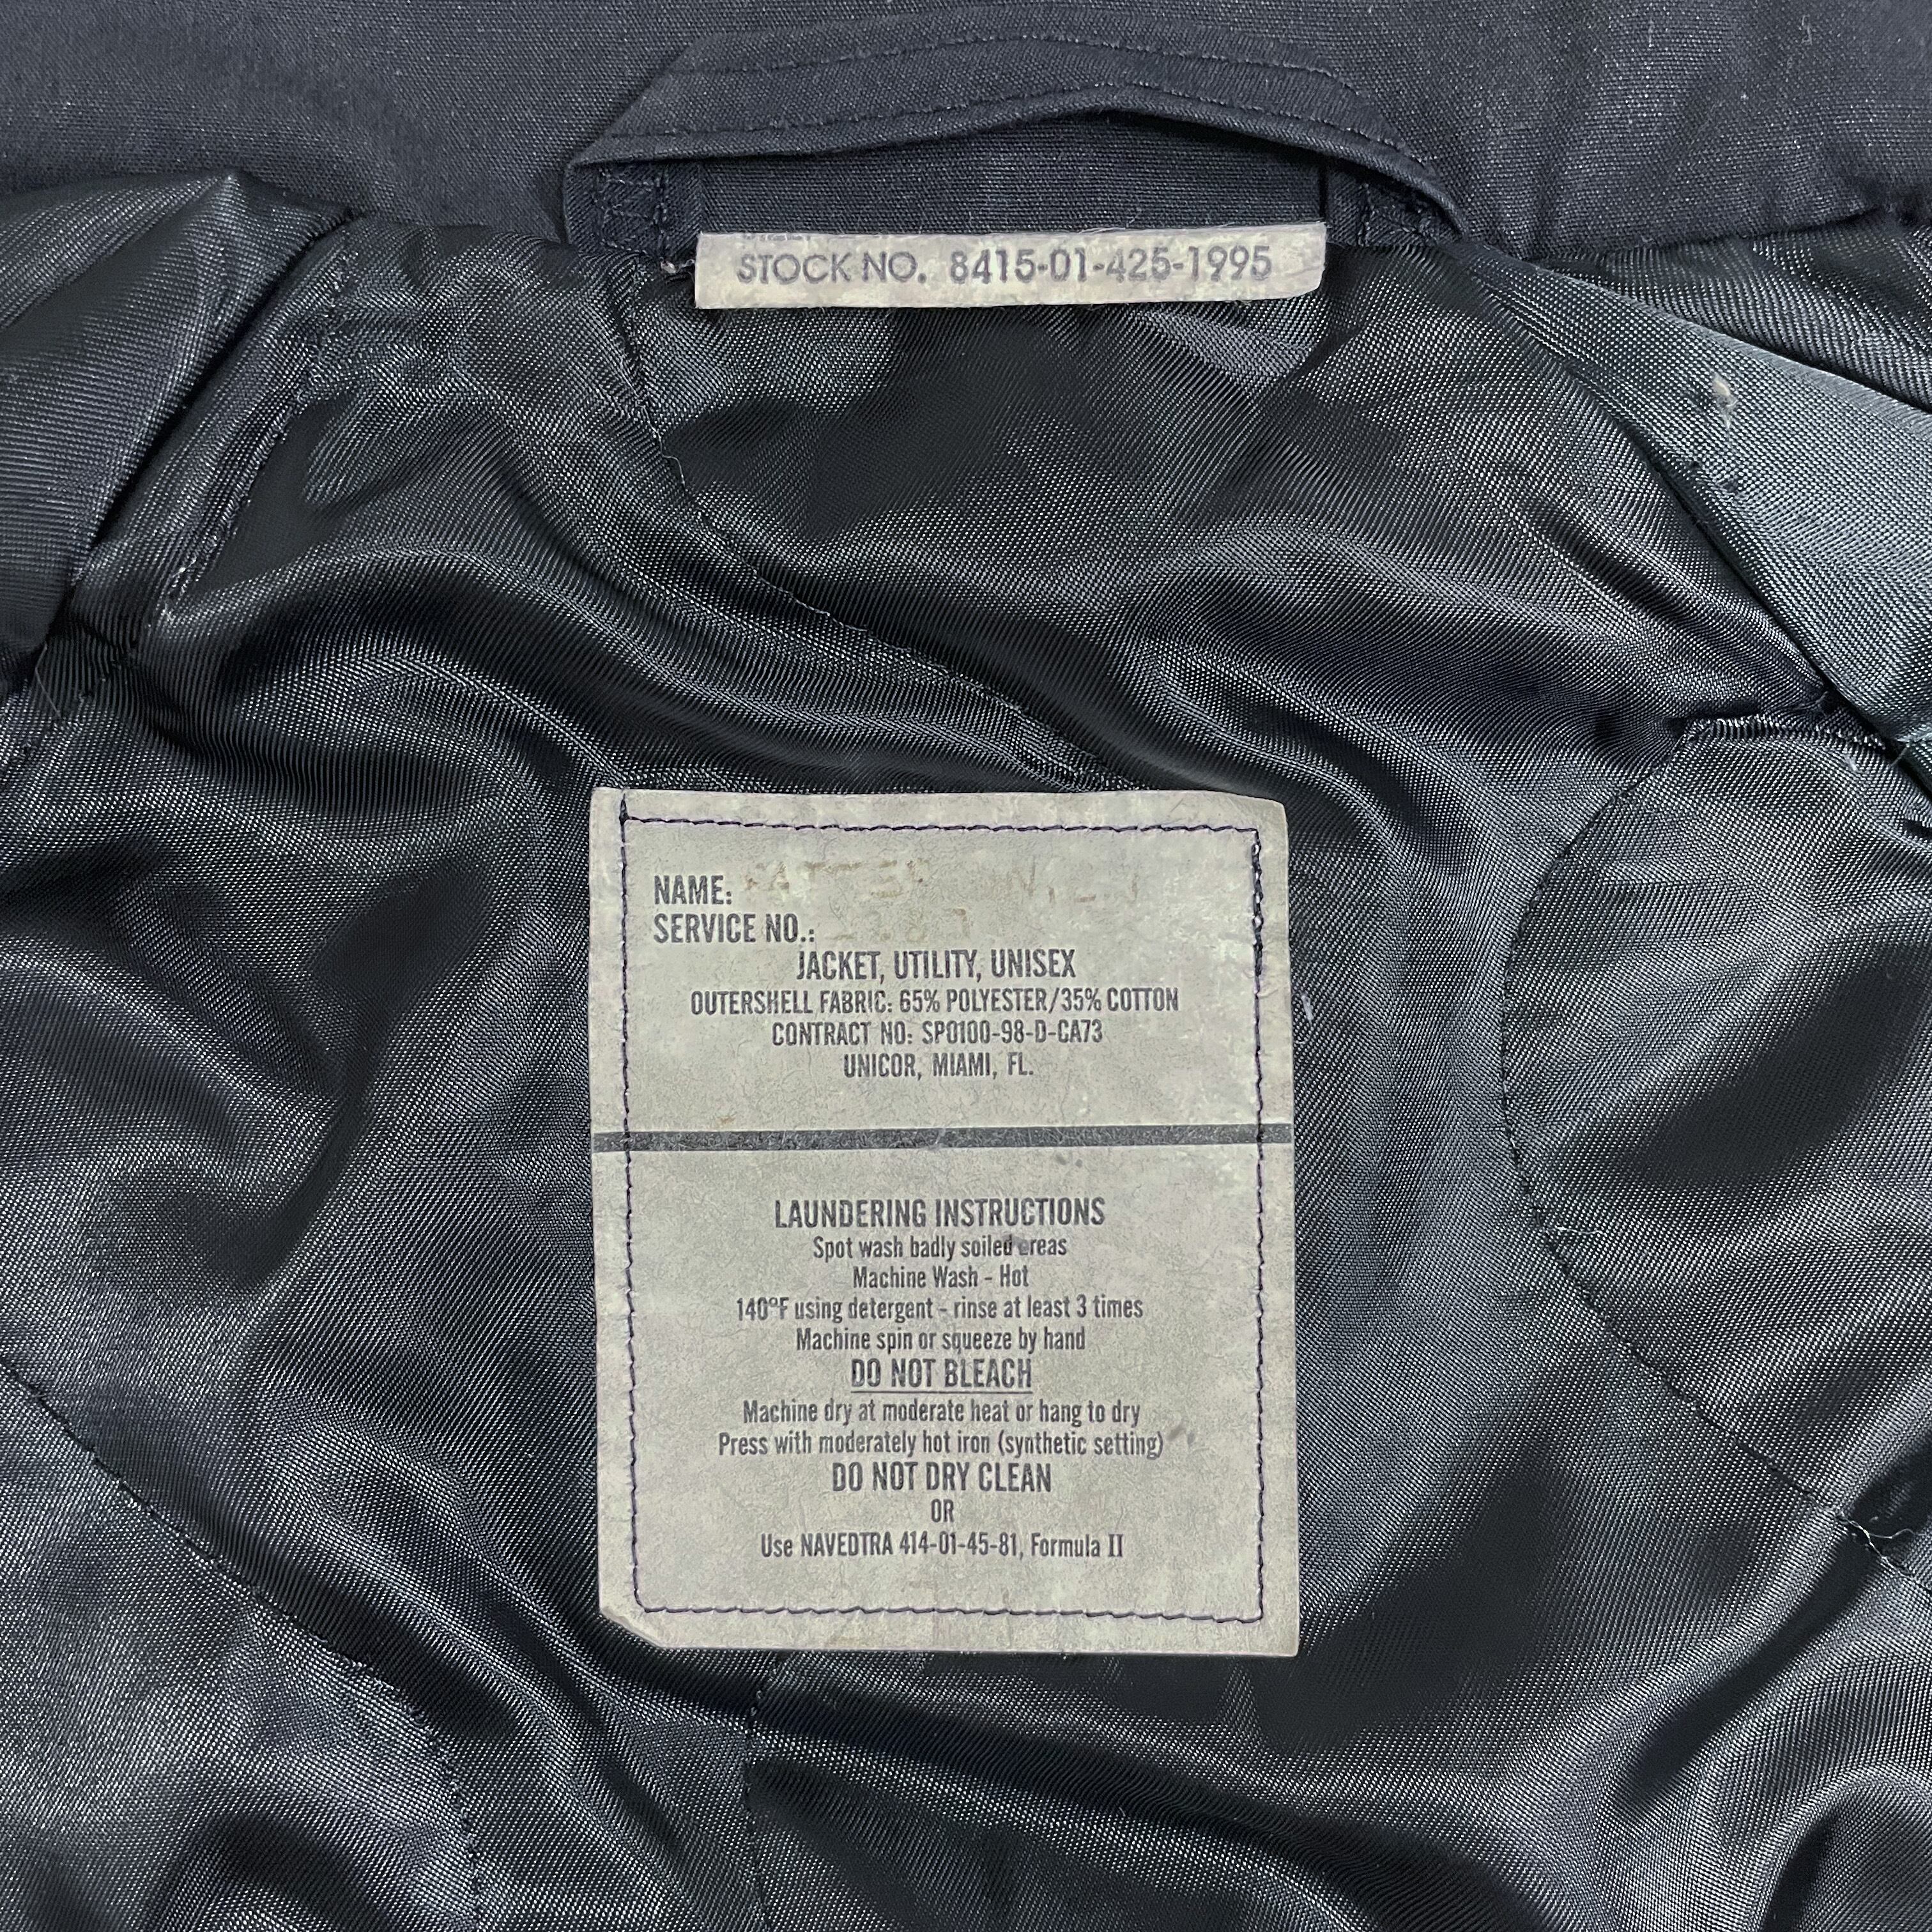 STOCK NO. 8415-01-425-1995
NAME:
SERVICE NO.:
JACKET, UTILITY, UNISEX
OUTERSHELL FABRIC: 65% POLYESTER/35% COTTON
CONTRACT NO: SP0100-98-D-CA73
UNICOR, MIAMI, FL.
LAUNDERING INSTRUCTIONS
Spot wash badly soiled areas
Machine Wash - Hot
140°F using detergent - rinse at least 3 times
Machine spin or squeeze by hand
DO NOT BLEACH
Machine dry at moderate heat or hang to dry
Press with moderately hot iron (synthetic setting)
DO NOT DRY CLEAN
OR
Use NAVEDTRA 414-01-45-81, Formula II